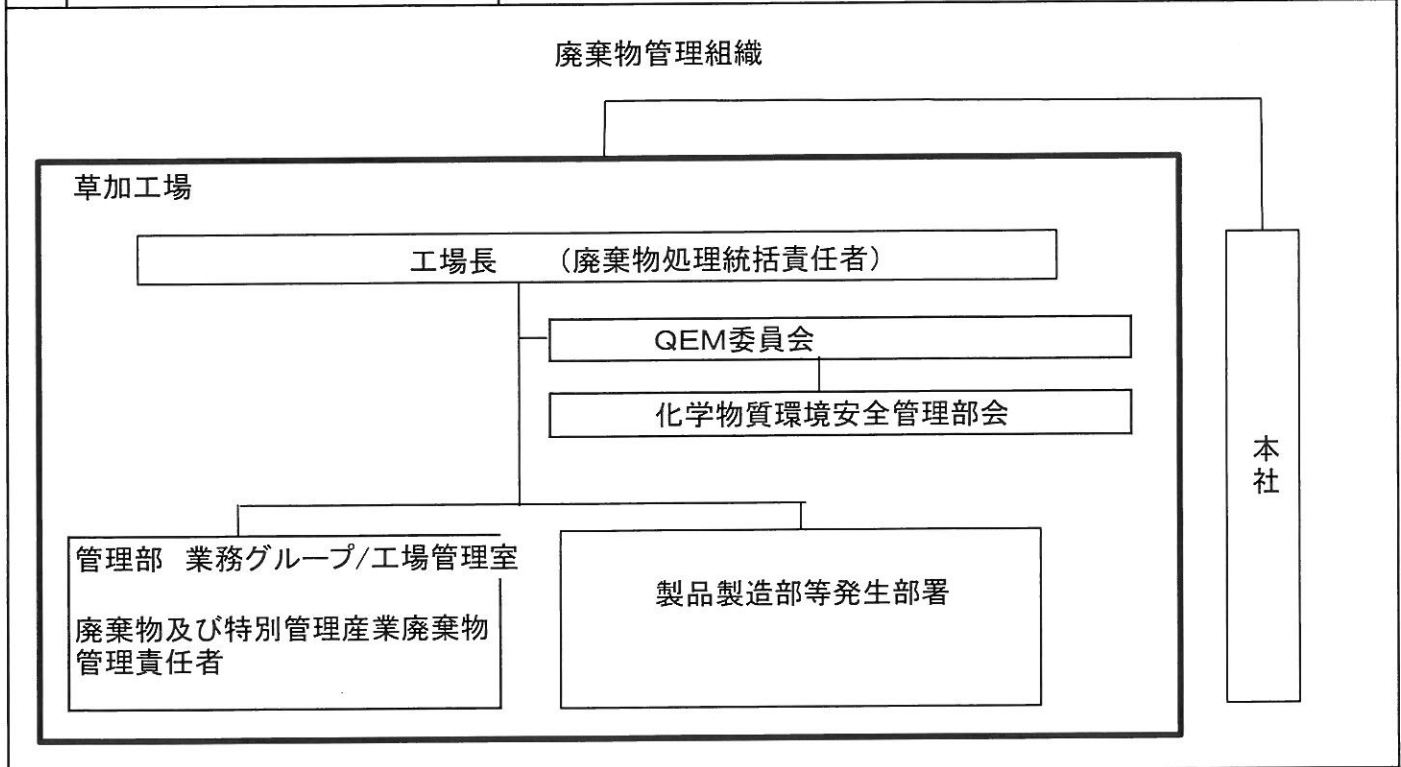 廃棄物管理組織
草加工場
工場長　（廃棄物処理統括責任者）
QEM委員会
化学物質環境安全管理部会
本社
管理部　業務グループ/工場管理室
廃棄物及び特別管理産業廃棄物
管理責任者
製品製造部等発生部署